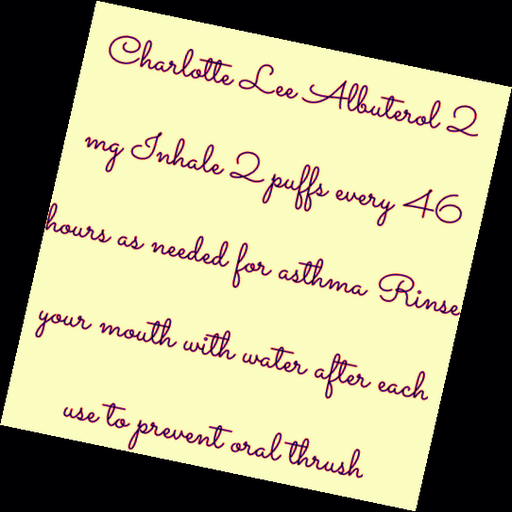 Charlotte Lee Albuterol 2
mg Inhale 2 puffs every 46
hours as needed for asthma Rinse
your mouth with water after each
use to prevent oral thrush